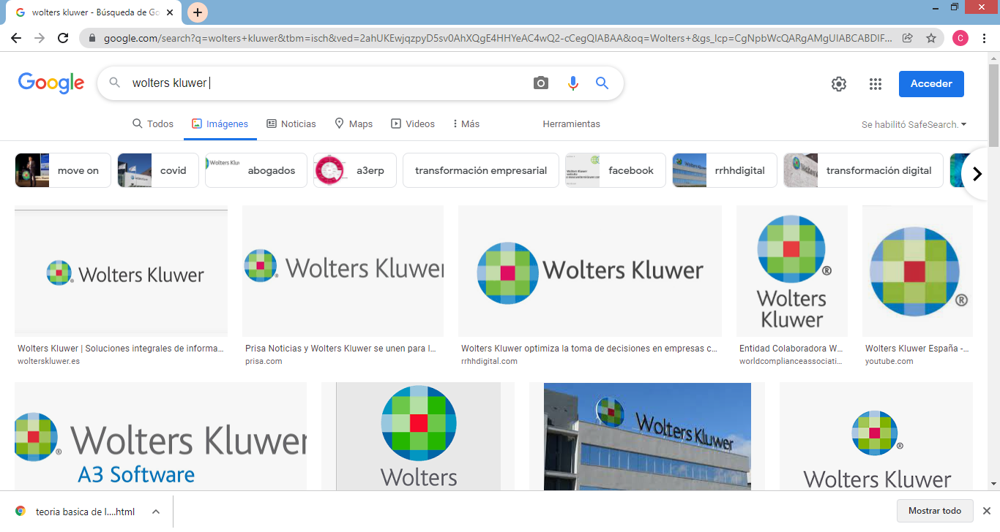 wolters kluwer - Búsqueda de Go
google.com/search?q=wolters+kluwer&tbm=isch&ved=2ahUKEwjqzpyD5sv0AhXQgE4HHYeAC4wQ2-cCegQIABAA&oq=Wolters+&gs_lcp=CgNpbWcQARgAMgUIABCABDIF...
C
Google
wolters kluwer
Acceder
Todos
Imágenes
Noticias
Maps
Videos
Más
Herramientas
Se habilitó SafeSearch.
move on
covid
Wolters Klu
abogados
a3erp
transformación empresarial
facebook
rrhhdigital
transformación digital
Wolters Kluwer
Wolters Kluwer
Wolters Kluwer
®
Wolters
Kluwer
®
Wolters Kluwer | Soluciones integrales de informa...
wolterskluwer.es
Prisa Noticias y Wolters Kluwer se unen para l...
prisa.com
Wolters Kluwer optimiza la toma de decisiones en empresas c...
rrhhdigital.com
Entidad Colaboradora W...
worldcomplianceassociati...
Wolters Kluwer España -...
youtube.com
Wolters Kluwer
A3 Software
Wolters
Wolters Kluwer
®
Wolters Kluwer
teoria basica de l....html
Mostrar todo